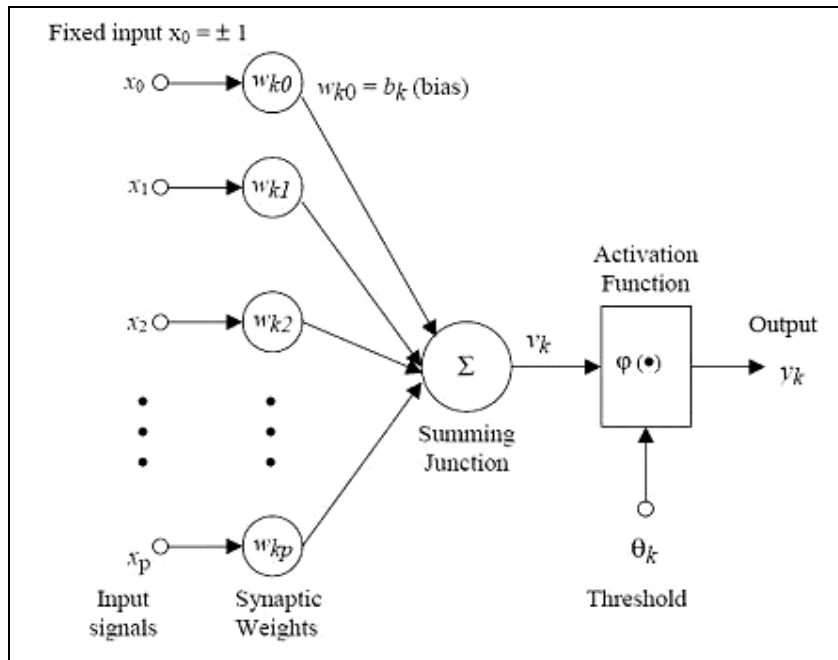 Fixed input x₀ = ± 1
x₀
wk0
wk0 = bk (bias)
x₁
wk1
x₂
wk2
xp
wkp
Input
signals
Synaptic
Weights
Σ
Summing
Junction
vk
Activation
Function
φ (•)
Output
yk
θk
Threshold